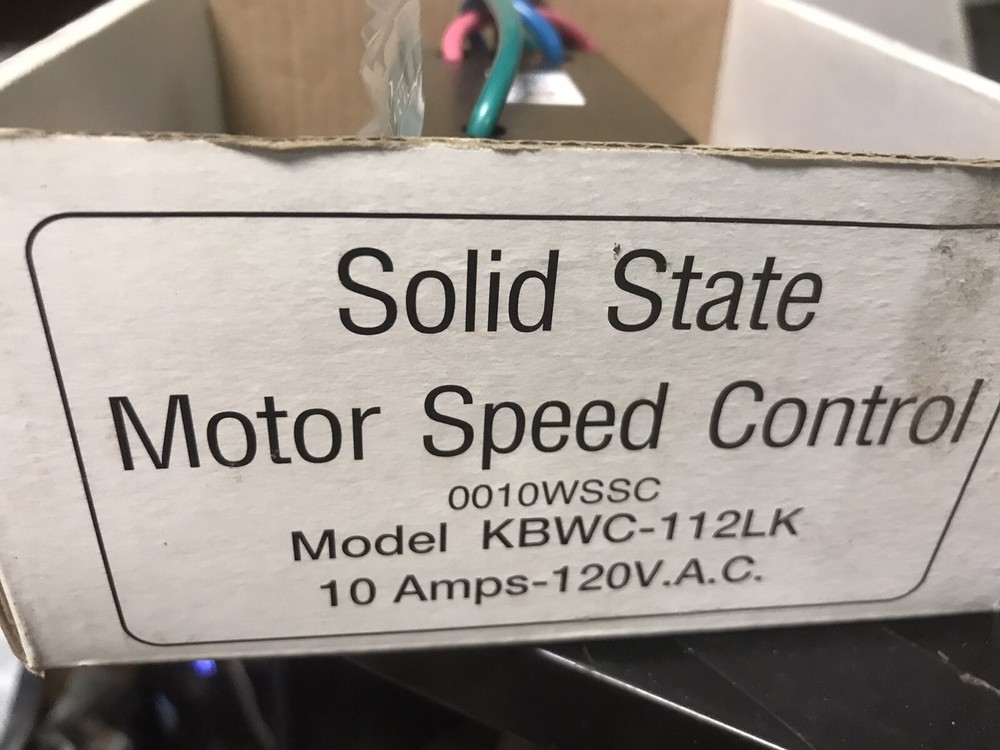 Solid State
Motor Speed Control
0010WSSC
Model KBWC-112LK
10 Amps-120V.A.C.